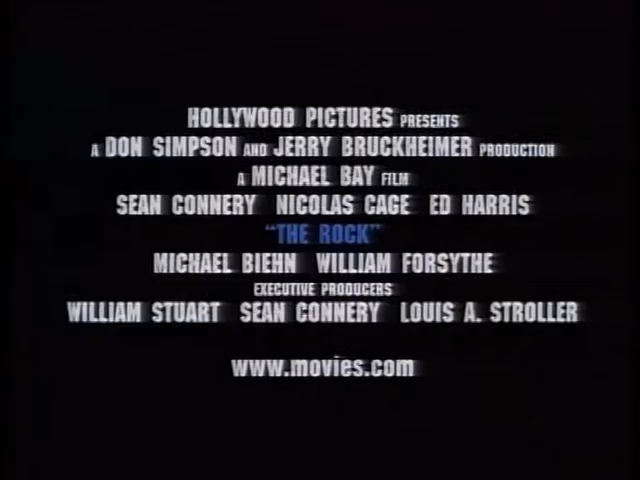 HOLLYWOOD PICTURES PRESENTS
A DON SIMPSON AND JERRY BRUCKHEIMER PRODUCTION
A MICHAEL BAY FILM
SEAN CONNERY NICOLAS CAGE ED HARRIS
"THE ROCK"
MICHAEL BIEHN WILLIAM FORSYTHE
EXECUTIVE PRODUCERS
WILLIAM STUART SEAN CONNERY LOUIS A. STROLLER
www.movies.com